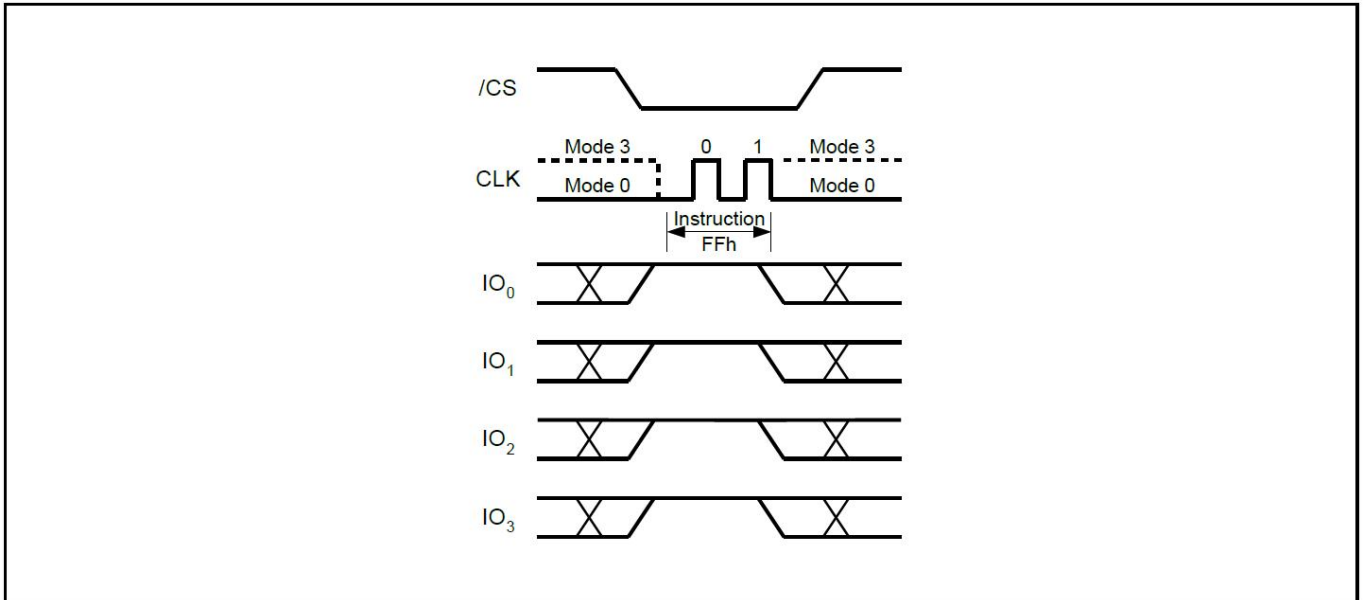 /CS
Mode 3 0 1 Mode 3
CLK
Mode 0 Mode 0
Instruction
FFh
IO0
IO1
IO2
IO3